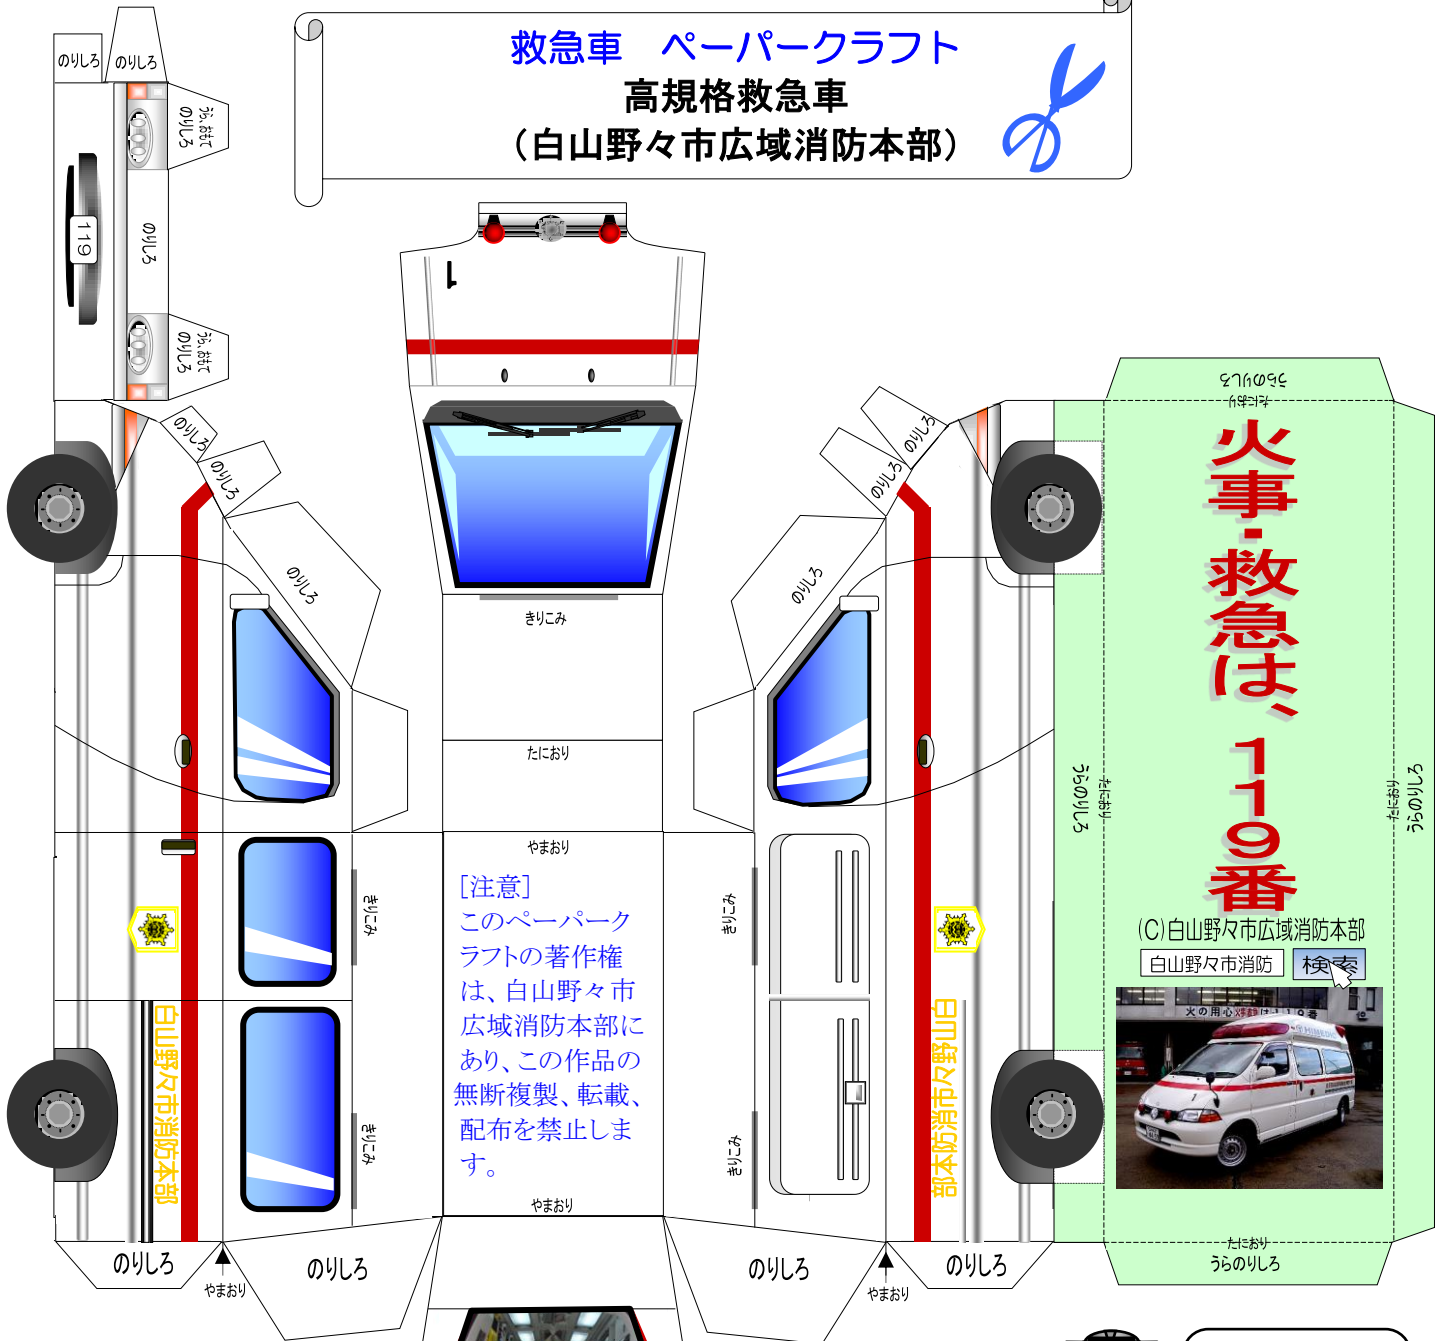 救急車　ペーパークラフト
高規格救急車
（白山野々市広域消防本部）
のりしろ
のりしろ
うら、おもて
のりしろ
119
のりしろ
うら、おもて
のりしろ
1
のりしろ
のりしろ
のりしろ
のりしろ
のりしろ
のりしろ
きりこみ
たにおり
やまおり
[注意]
このペーパーク
ラフトの著作権
は、白山野々市
広域消防本部に
あり、この作品の
無断複製、転載、
配布を禁止しま
す。
やまおり
きりこみ
きりこみ
きりこみ
きりこみ
白山野々市消防本部
白山野々市消防本部
のりしろ
やまおり
のりしろ
のりしろ
やまおり
のりしろ
うらのりしろ
たにおり
火事・救急は、119番
うらのりしろ
たにおり
たにおり
うらのりしろ
(C)白山野々市広域消防本部
白山野々市消防
検索
たにおり
うらのりしろ